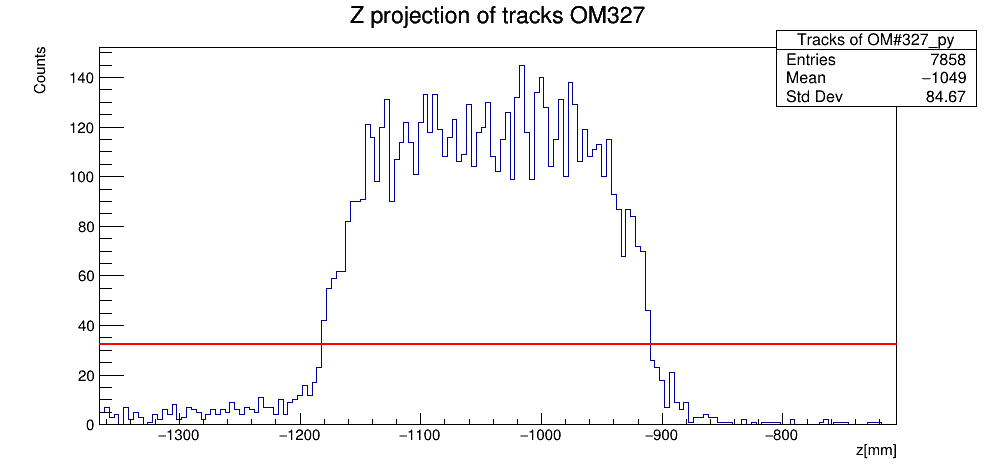 Z projection of tracks OM327
Counts
Tracks of OM#327_py
Entries 7858
Mean −1049
Std Dev 84.67
140
120
100
80
60
40
20
0
−1300 −1200 −1100 −1000 −900 −800
z[mm]